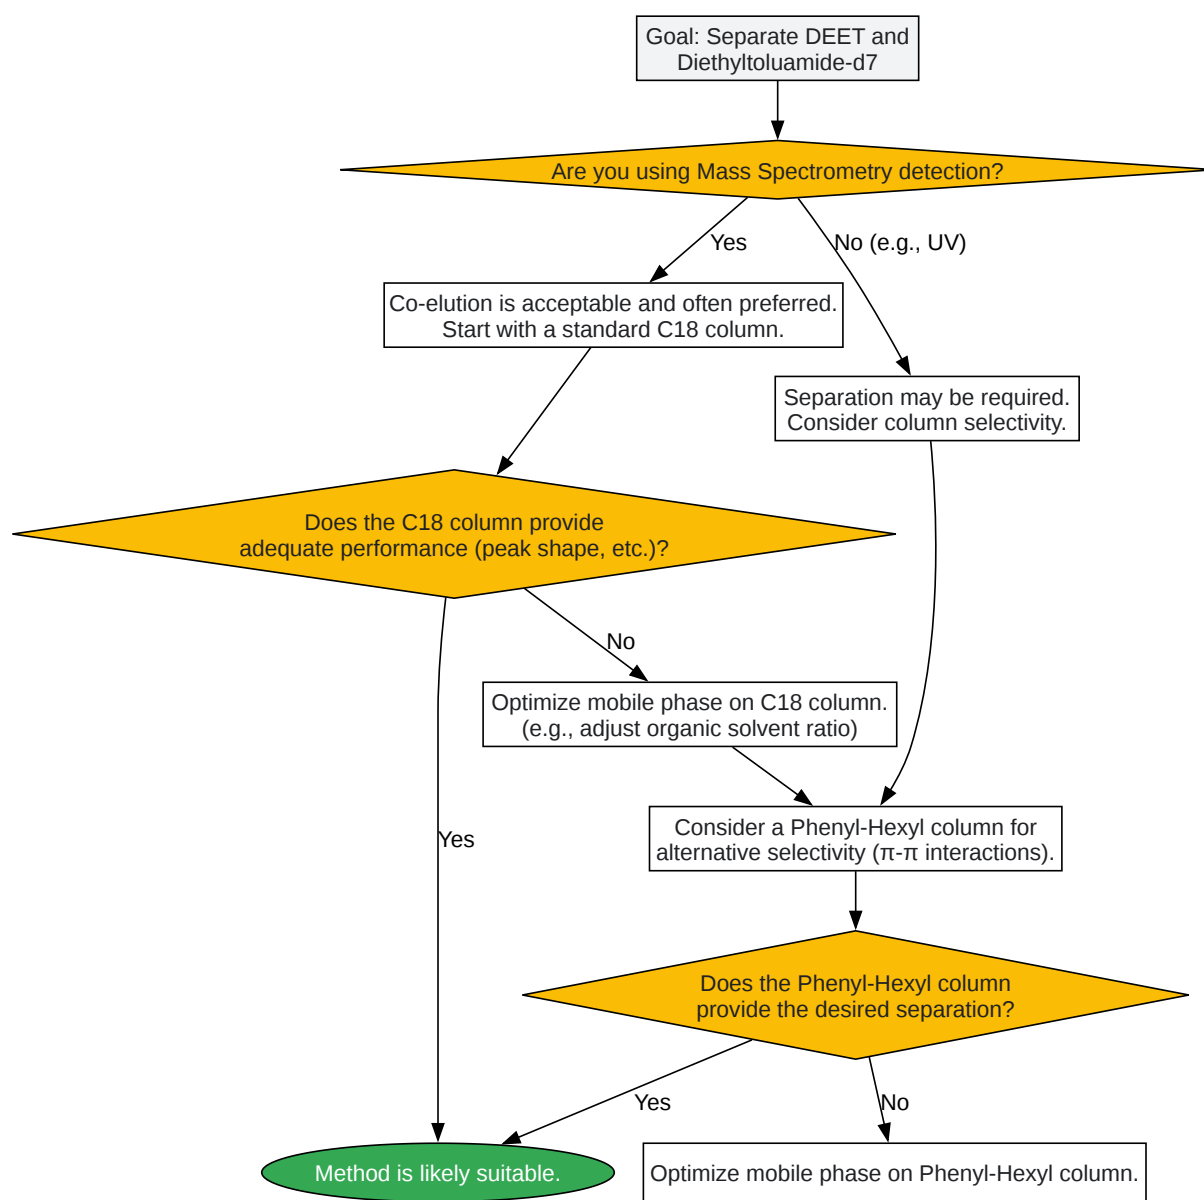 Goal: Separate DEET and
Diethyltoluamide-d7
Are you using Mass Spectrometry detection?
Yes
No (e.g., UV)
Co-elution is acceptable and often preferred.
Start with a standard C18 column.
Separation may be required.
Consider column selectivity.
Does the C18 column provide
adequate performance (peak shape, etc.)?
No
Optimize mobile phase on C18 column.
(e.g., adjust organic solvent ratio)
Yes
Consider a Phenyl-Hexyl column for
alternative selectivity (π-π interactions).
Does the Phenyl-Hexyl column
provide the desired separation?
Yes
No
Method is likely suitable.
Optimize mobile phase on Phenyl-Hexyl column.